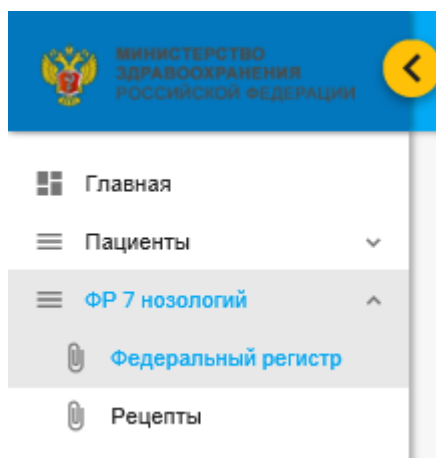 МИНИСТЕРСТВО
ЗДРАВООХРАНЕНИЯ
РОССИЙСКОЙ ФЕДЕРАЦИИ
Главная
Пациенты
ФР 7 нозологий
Федеральный регистр
Рецепты